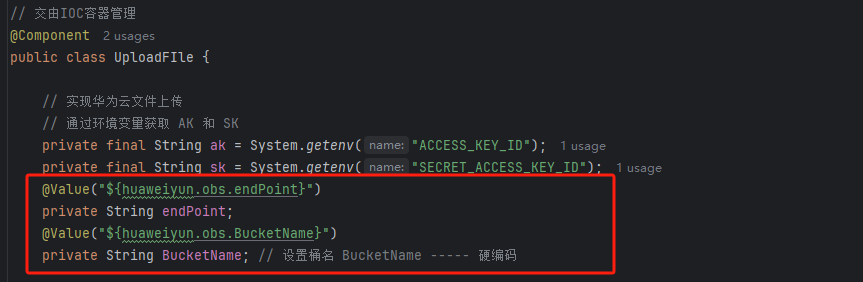 // 交由IOC容器管理
@Component 2 usages
public class UploadFIle {
// 实现华为云文件上传
// 通过环境变量获取 AK 和 SK
private final String ak = System.getenv( name: "ACCESS_KEY_ID"); 1 usage
private final String sk = System.getenv( name: "SECRET_ACCESS_KEY_ID"); 1 usage
@Value("${huaweiyun.obs.endPoint}")
private String endPoint;
@Value("${huaweiyun.obs.BucketName}")
private String BucketName; // 设置桶名 BucketName ----- 硬编码